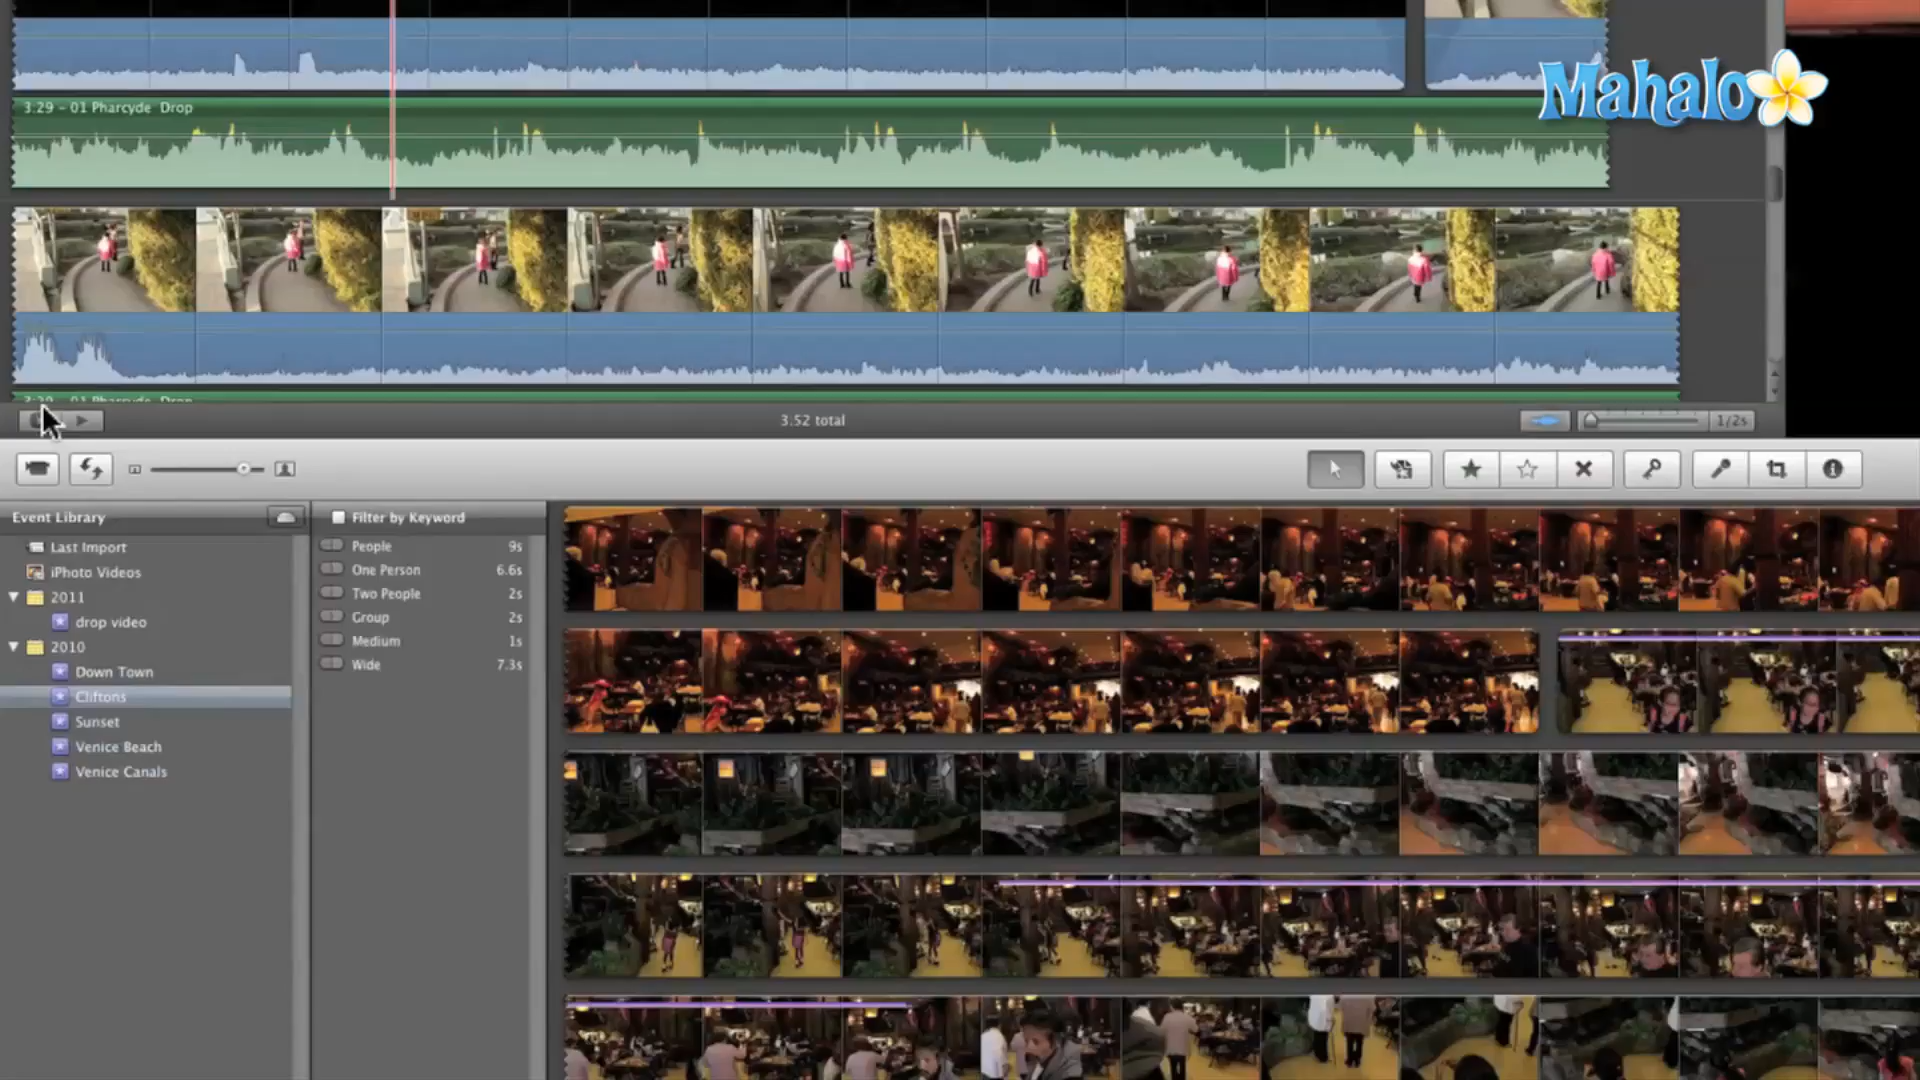 Mahalo
3:29 – 01 Pharcyde Drop
3:29 – 01 Pharcyde Drop
3:52 total
1/2s
Event Library
Filter by Keyword
Last Import
iPhoto Videos
2011
drop video
2010
Down Town
Cliftons
Sunset
Venice Beach
Venice Canals
People 9s
One Person 6.6s
Two People 2s
Group 2s
Medium 1s
Wide 7.3s